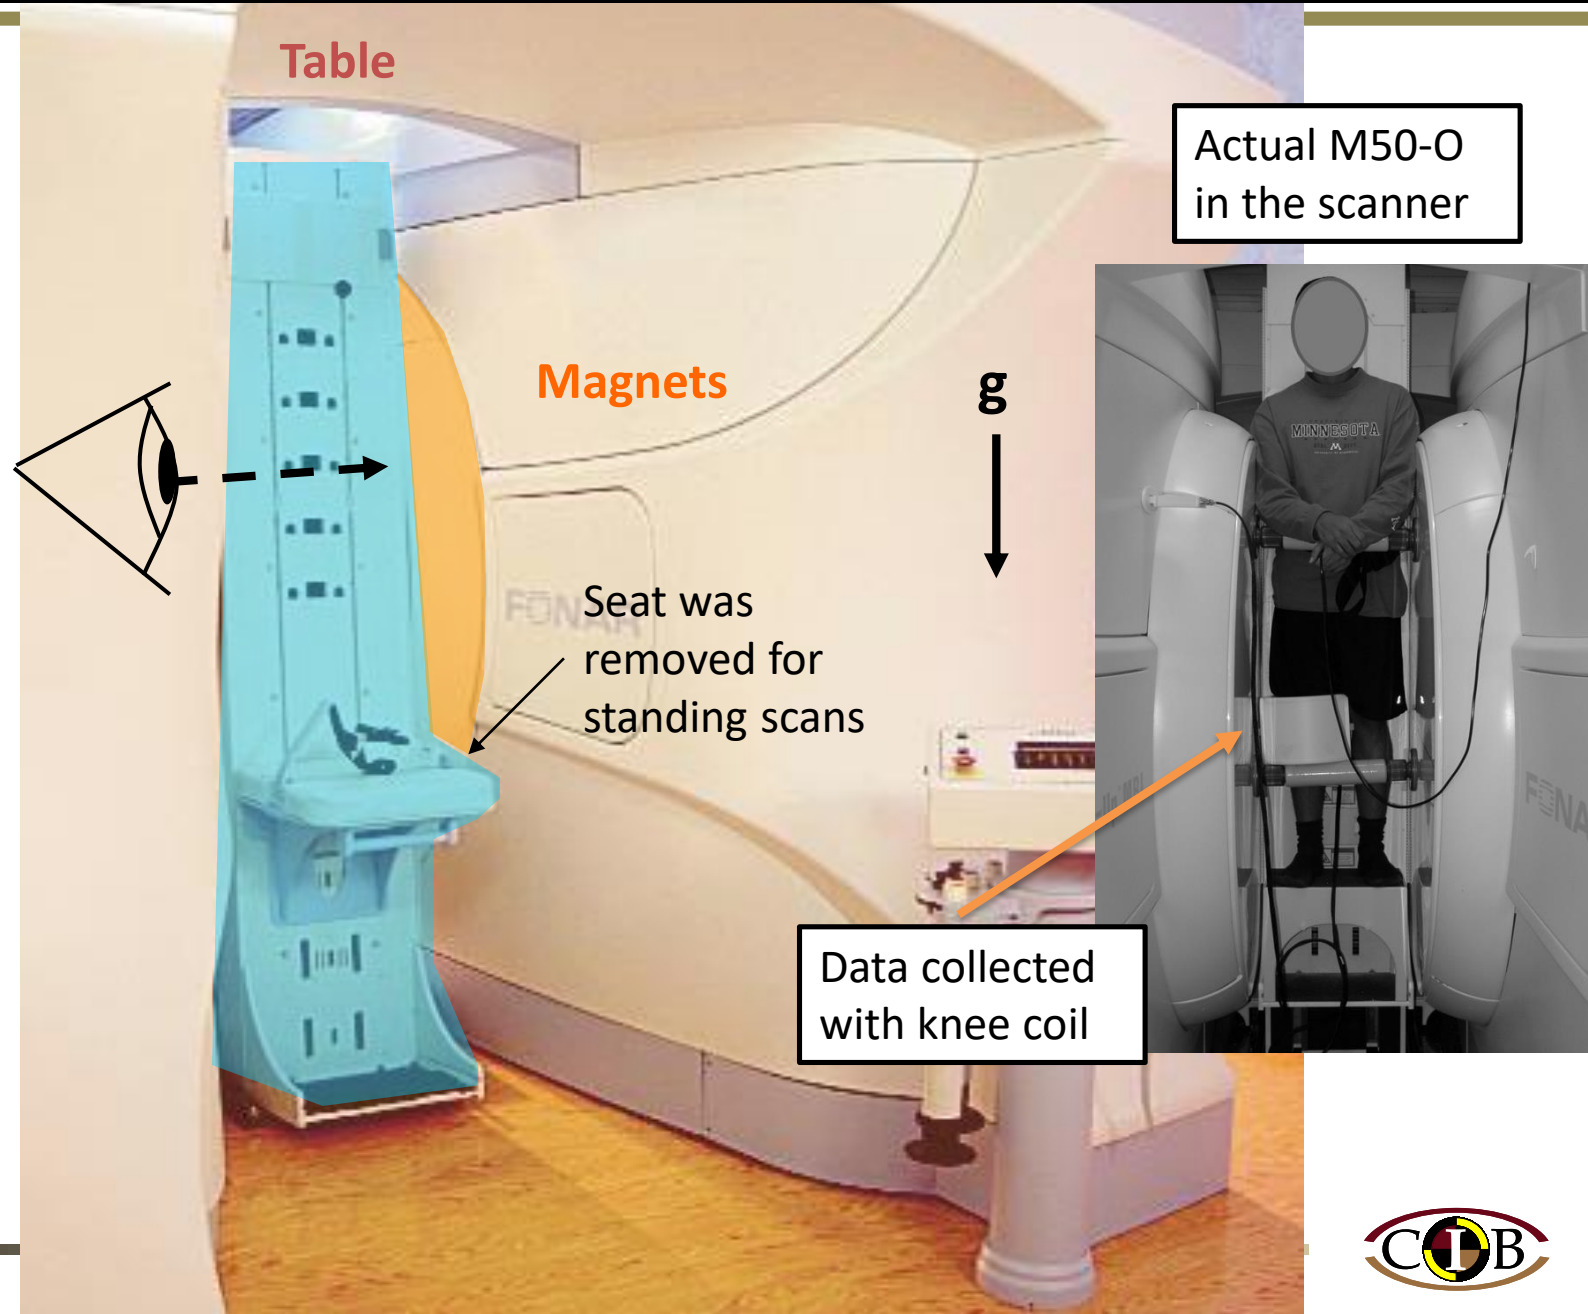 Table
Actual M50-O
in the scanner
Magnets
g
MINNESOTA
M
FONAR
Seat was
removed for
standing scans
Data collected
with knee coil
FONA
CIB